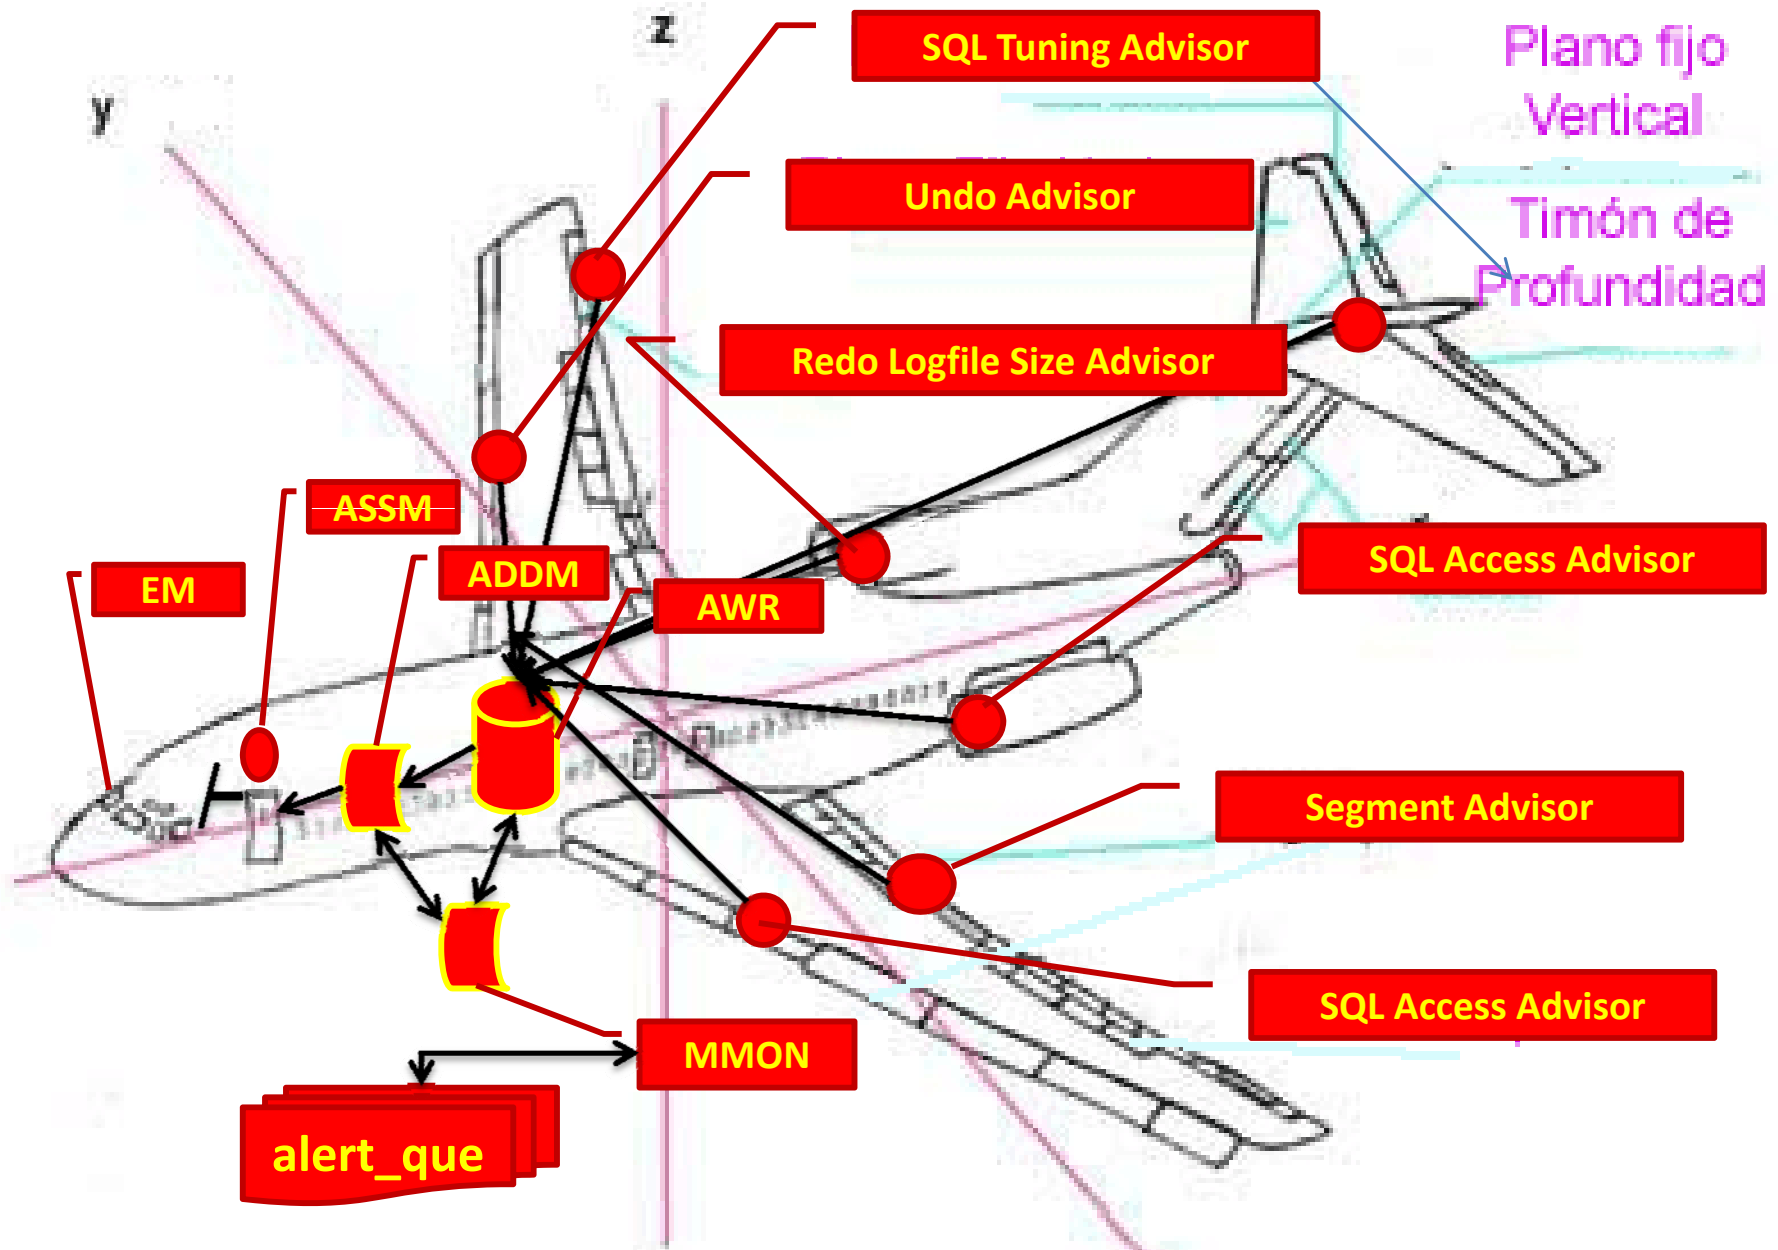 z
SQL Tuning Advisor
Plano fijo
Vertical
y
Undo Advisor
Timón de
Profundidad
Redo Logfile Size Advisor
ASSM
SQL Access Advisor
ADDM
EM
AWR
Segment Advisor
SQL Access Advisor
MMON
alert_que